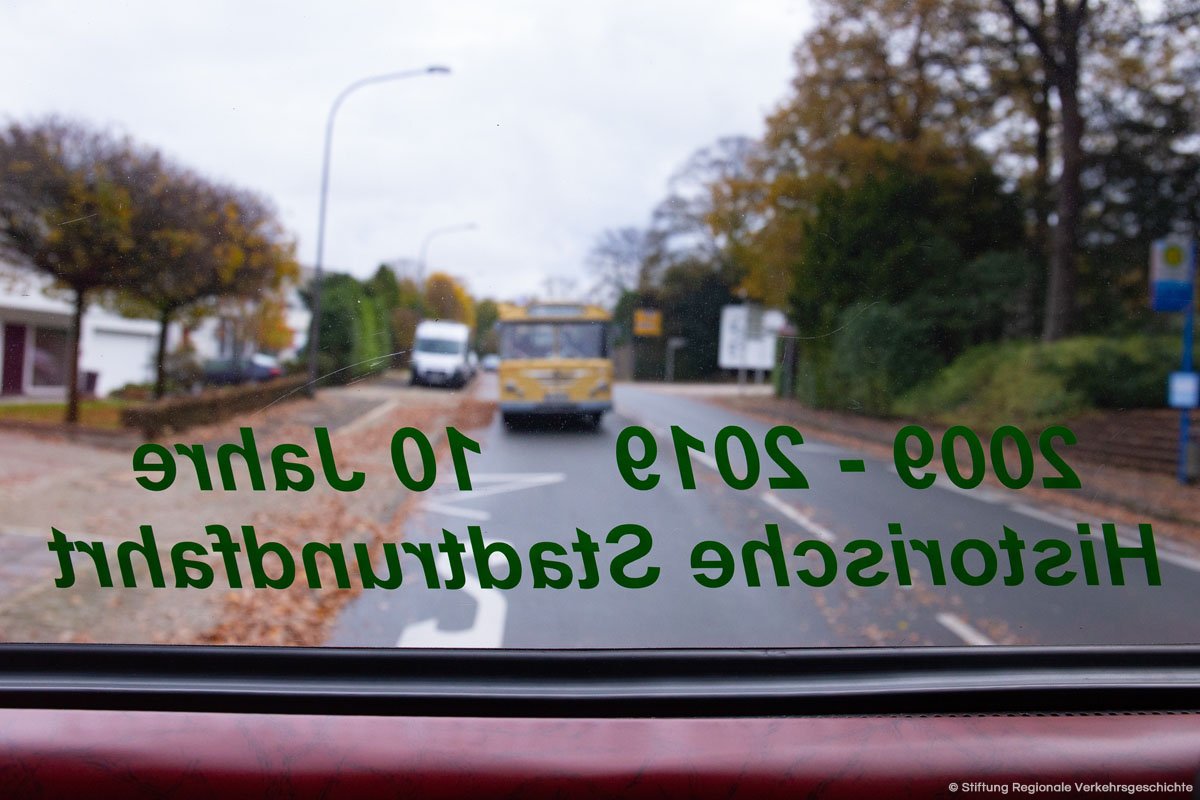 2009 - 2019 10 Jahre
Historische Stadtrundfahrt
© Stiftung Regionale Verkehrsgeschichte